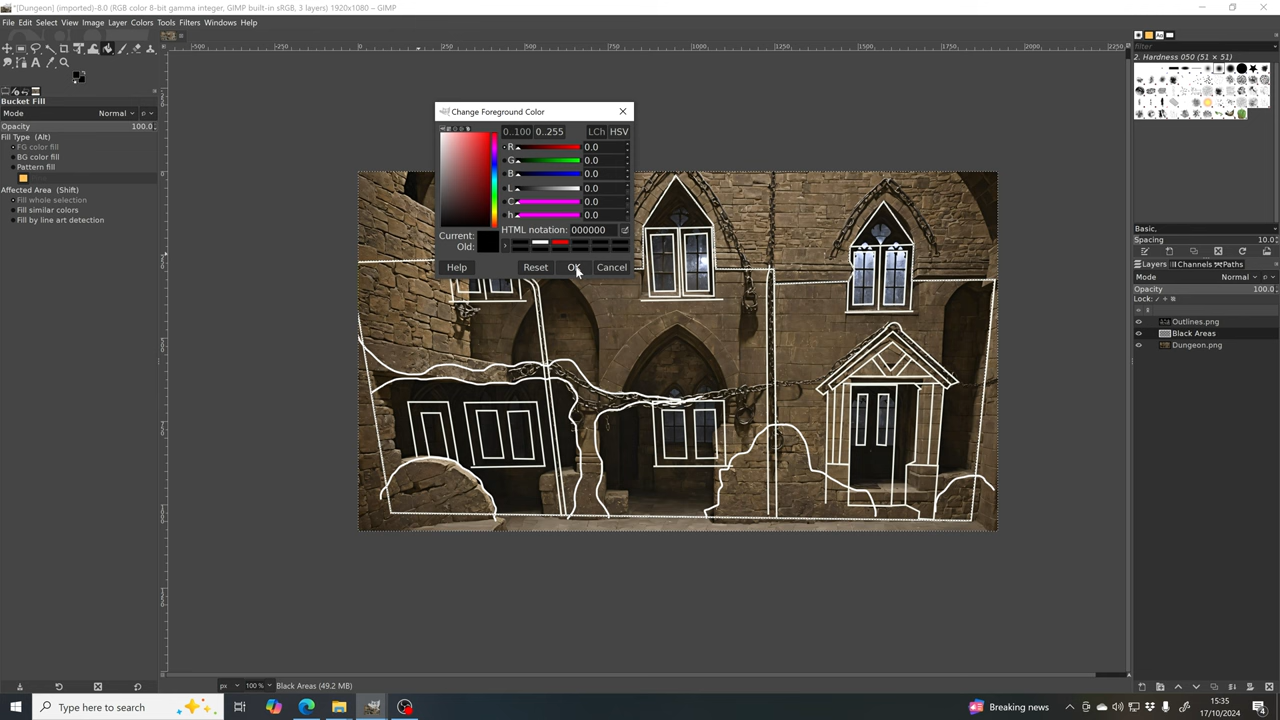 *[Dungeon] (imported)-8.0 (RGB color 8-bit gamma integer, GIMP built-in sRGB, 3 layers) 1920x1080 – GIMP
File Edit Select View Image Layer Colors Tools Filters Windows Help
filter
2. Hardness 050 (51 × 51)
Bucket Fill
Mode Normal
Opacity 100.0
Fill Type (Alt)
FG color fill
BG color fill
Pattern fill
Affected Area (Shift)
Fill whole selection
Fill similar colors
Fill by line art detection
Change Foreground Color
0..100 0..255 LCh HSV
R 0.0
G 0.0
B 0.0
L 0.0
C 0.0
h 0.0
HTML notation: 000000
Current:
Old:
Help Reset OK Cancel
Basic,
Spacing 10.0
Layers Channels Paths
Mode Normal
Opacity 100.0
Lock:
Outlines.png
Black Areas
Dungeon.png
px 100 % Black Areas (49.2 MB)
Type here to search
Breaking news
15:35
17/10/2024